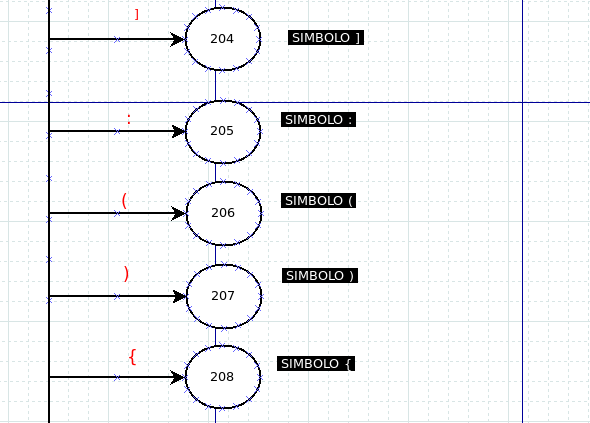 ]
204
SIMBOLO ]
:
205
SIMBOLO :
(
206
SIMBOLO (
)
207
SIMBOLO )
{
208
SIMBOLO {